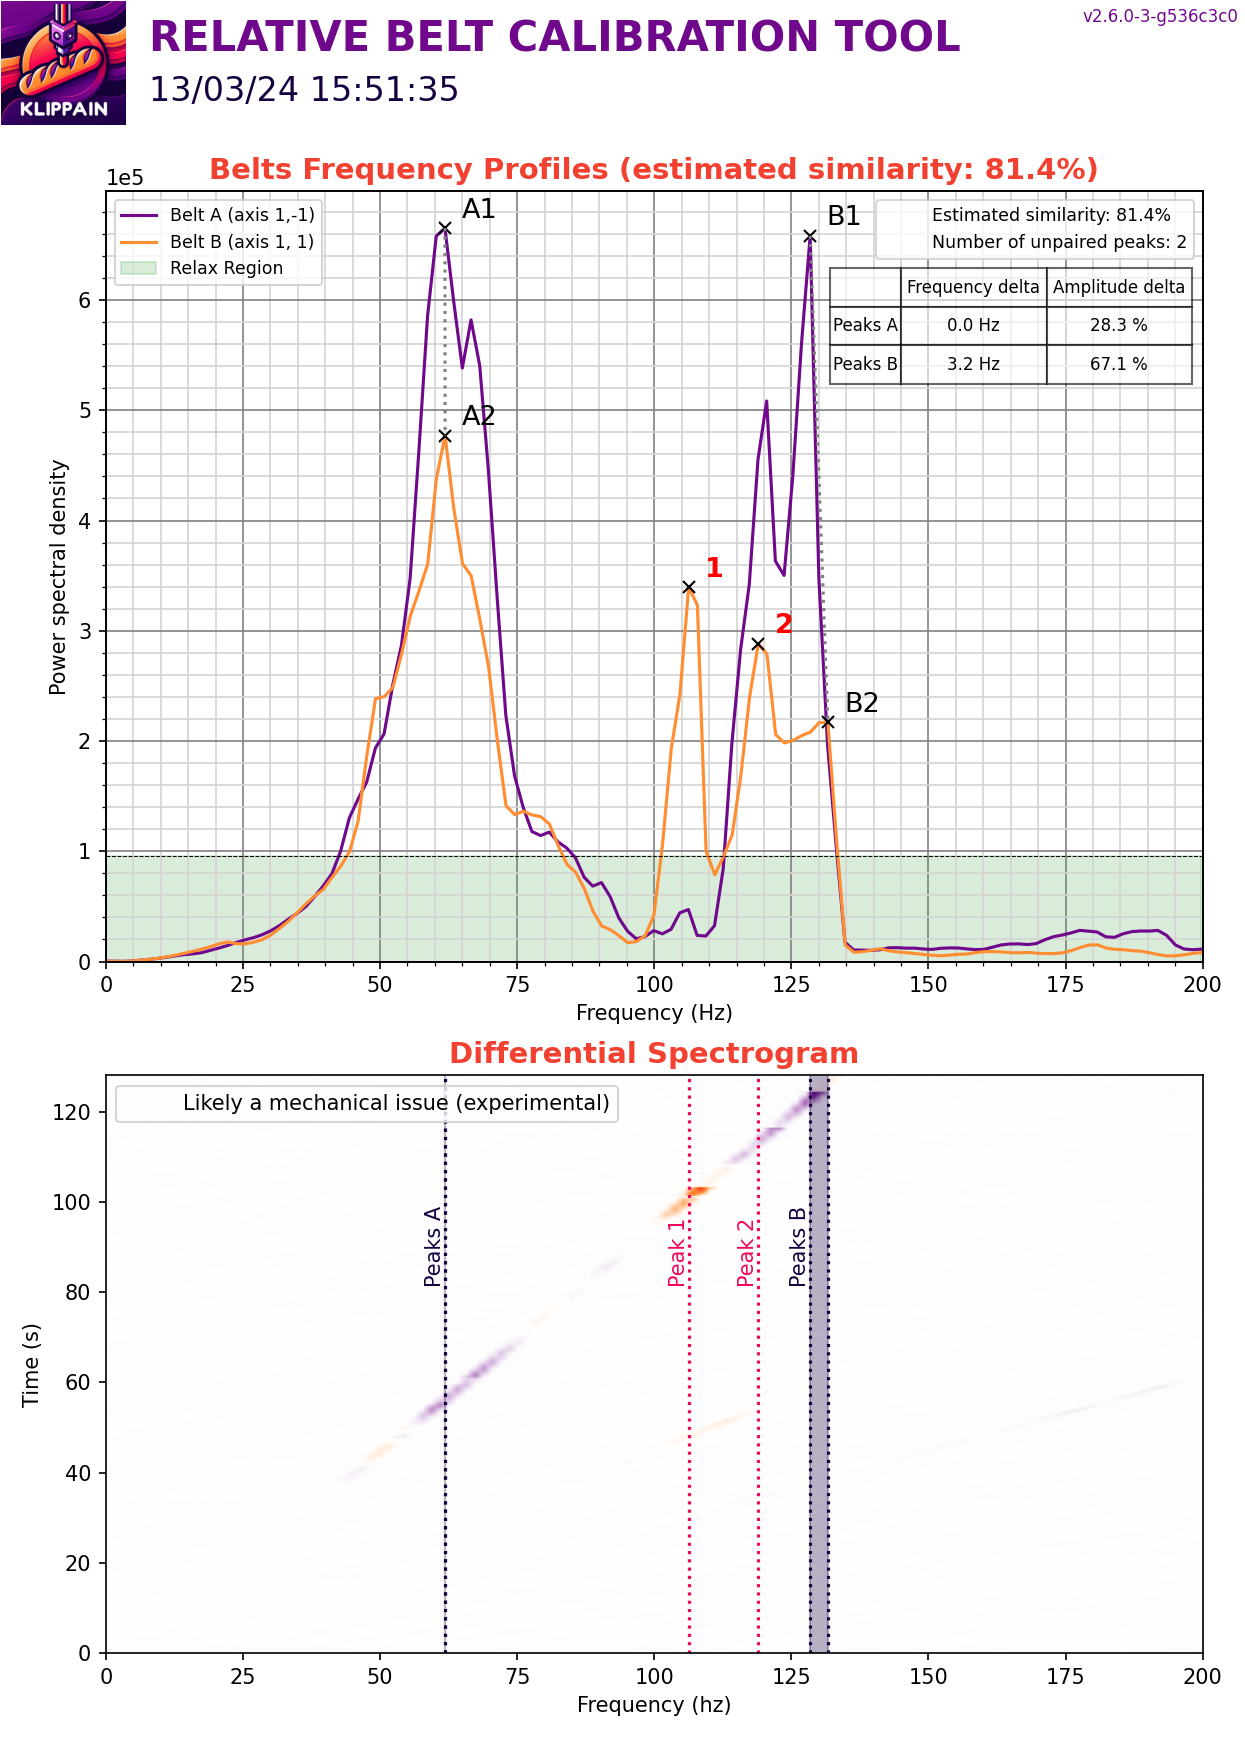 KLIPPAIN
RELATIVE BELT CALIBRATION TOOL
v2.6.0-3-g536c3c0
13/03/24 15:51:35
Belts Frequency Profiles (estimated similarity: 81.4%)
1e5
Belt A (axis 1,-1)
Belt B (axis 1, 1)
Relax Region
Estimated similarity: 81.4%
Number of unpaired peaks: 2
Frequency delta Amplitude delta
Peaks A 0.0 Hz 28.3 %
Peaks B 3.2 Hz 67.1 %
A1
B1
A2
1
2
B2
Power spectral density
6
5
4
3
2
1
0
0 25 50 75 100 125 150 175 200
Frequency (Hz)
Differential Spectrogram
Likely a mechanical issue (experimental)
Peaks A
Peak 1
Peak 2
Peaks B
Time (s)
120
100
80
60
40
20
0
0 25 50 75 100 125 150 175 200
Frequency (hz)